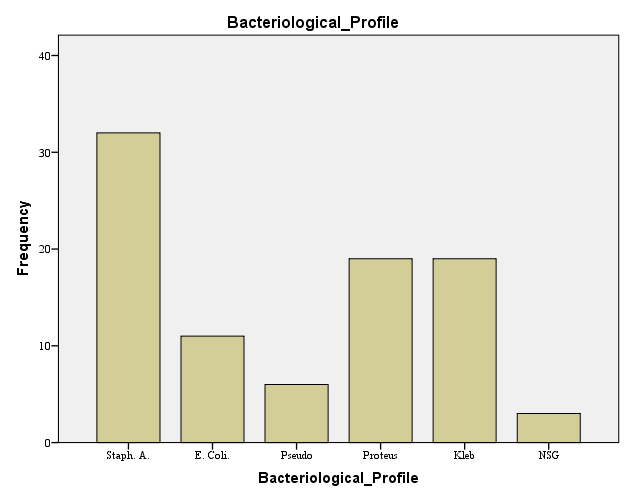 Bacteriological_Profile
Frequency
40
30
20
10
0
Staph. A. E. Coli. Pseudo Proteus Kleb NSG
Bacteriological_Profile